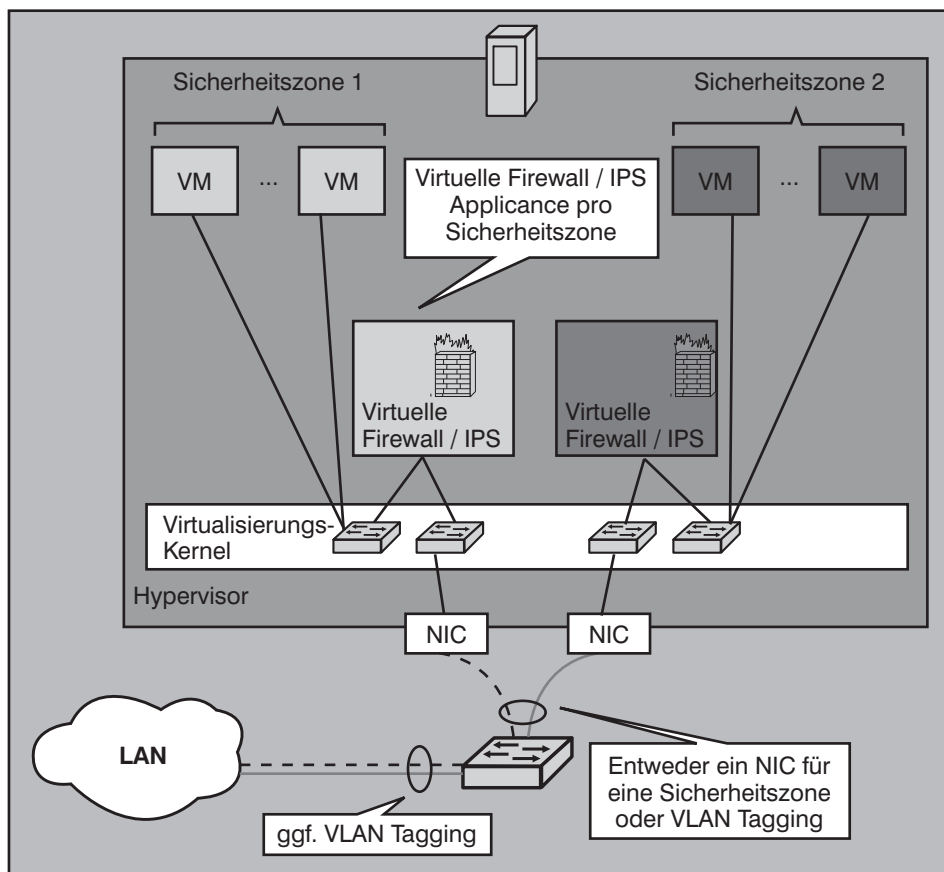 Sicherheitszone 1
Sicherheitszone 2
VM
...
VM
VM
...
VM
Virtuelle Firewall / IPS
Applicance pro
Sicherheitszone
Virtuelle
Firewall / IPS
Virtuelle
Firewall / IPS
Virtualisierungs-
Kernel
Hypervisor
NIC
NIC
LAN
Entweder ein NIC für
eine Sicherheitszone
oder VLAN Tagging
ggf. VLAN Tagging